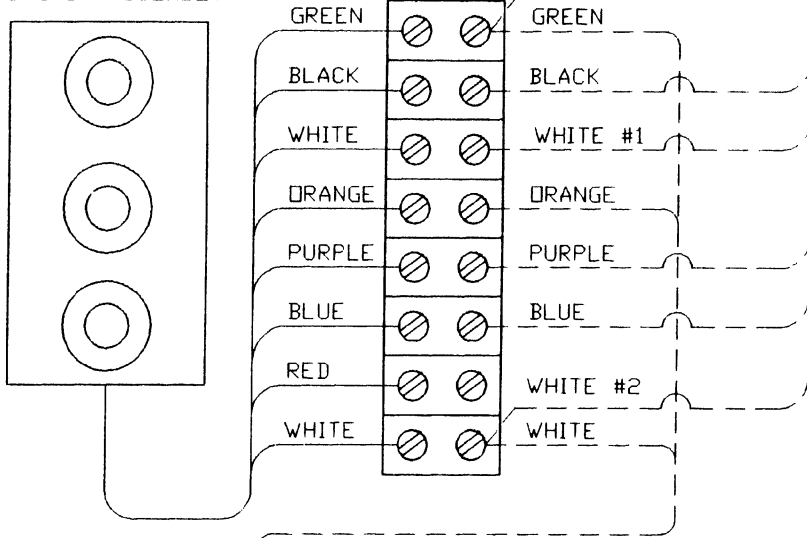 GREEN GREEN
BLACK BLACK
WHITE WHITE #1
ORANGE ORANGE
PURPLE PURPLE
BLUE BLUE
RED
WHITE #2
WHITE WHITE